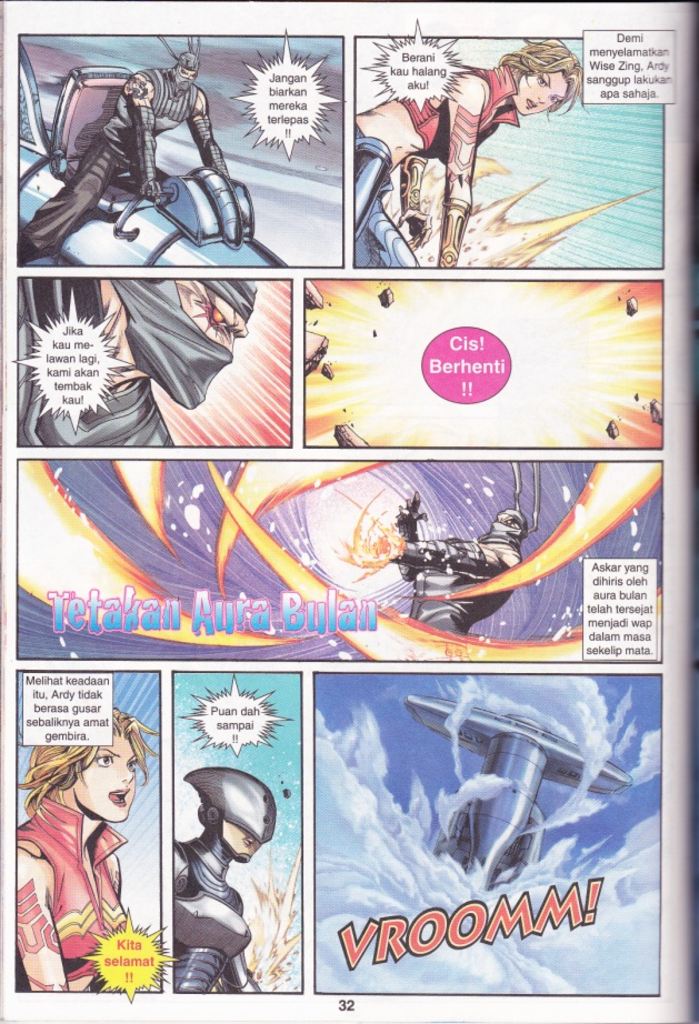 Jangan
biarkan
mereka
terlepas
!!
Berani
kau halang
aku!
Demi
menyelamatkan
Wise Zing, Ardy
sanggup lakukan
apa sahaja.
Jika
kau me-
lawan lagi,
kami akan
tembak
kau!
Cis!
Berhenti
!!
Tetakan Aura Bulan
Askar yang
dihiris oleh
aura bulan
telah tersejat
menjadi wap
dalam masa
sekelip mata.
Melihat keadaan
itu, Ardy tidak
berasa gusar
sebaliknya amat
gembira.
Kita
selamat
!!
Puan dah
sampai
!!
VROOMM!
32